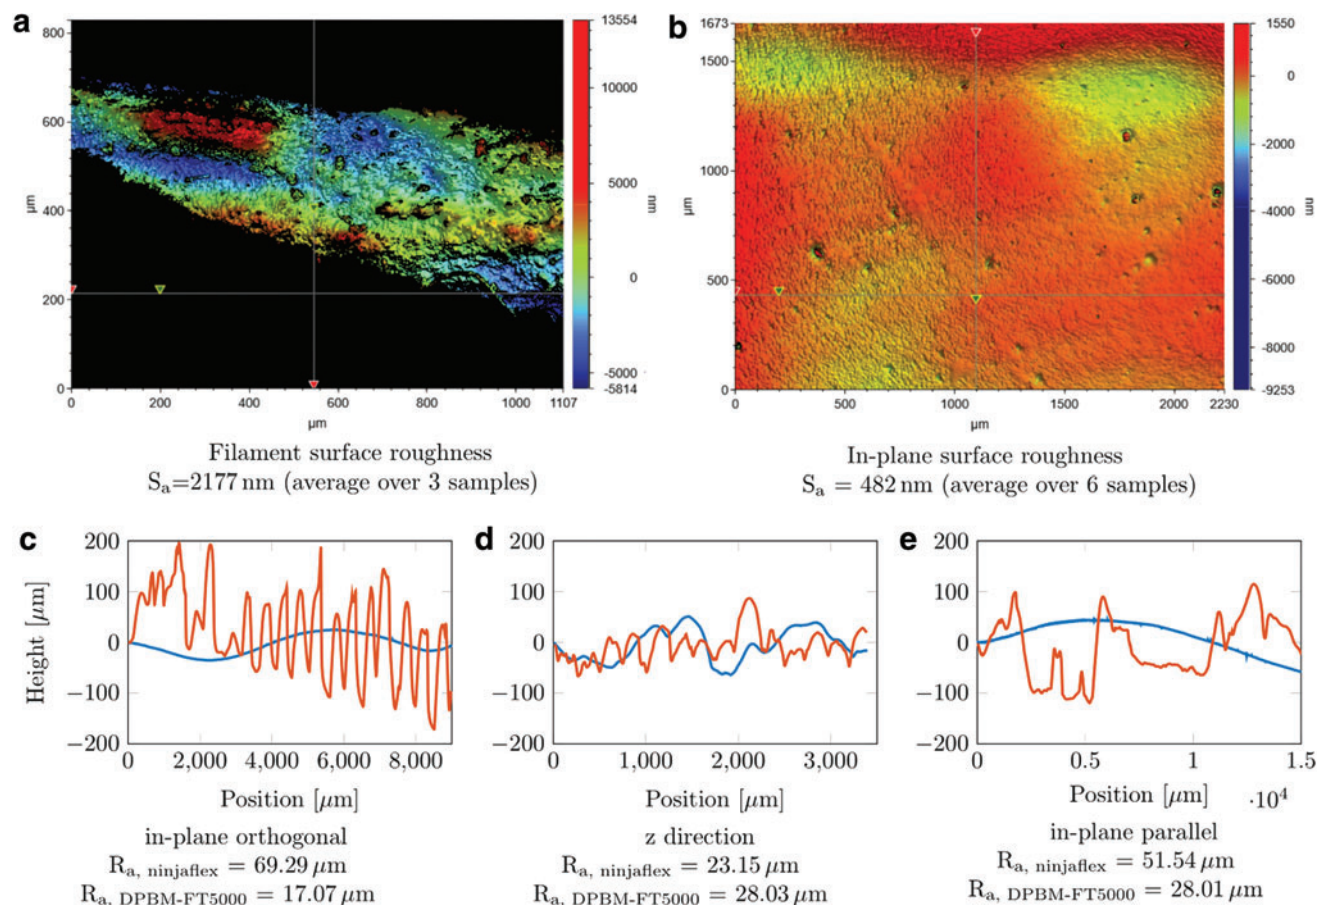 a
800
600
400
200
0
µm
0
200
400
600
800
1000
1107
µm
13554
10000
5000
0
-5000
-5814
nm
Filament surface roughness
Sa=2177 nm (average over 3 samples)
b
1673
1500
1000
500
0
µm
0
500
1000
1500
2000
2230
µm
1550
0
-2000
-4000
-6000
-8000
-9253
nm
In-plane surface roughness
Sa = 482 nm (average over 6 samples)
c
Height [µm]
200
100
0
−100
−200
0
2,000
4,000
6,000
8,000
Position [µm]
in-plane orthogonal
Ra, ninjaflex = 69.29 µm
Ra, DPBM-FT5000 = 17.07 µm
d
200
100
0
−100
−200
0
1,000
2,000
3,000
Position [µm]
z direction
Ra, ninjaflex = 23.15 µm
Ra, DPBM-FT5000 = 28.03 µm
e
200
100
0
−100
−200
0
0.5
1
1.5
Position [µm]
·10⁴
in-plane parallel
Ra, ninjaflex = 51.54 µm
Ra, DPBM-FT5000 = 28.01 µm